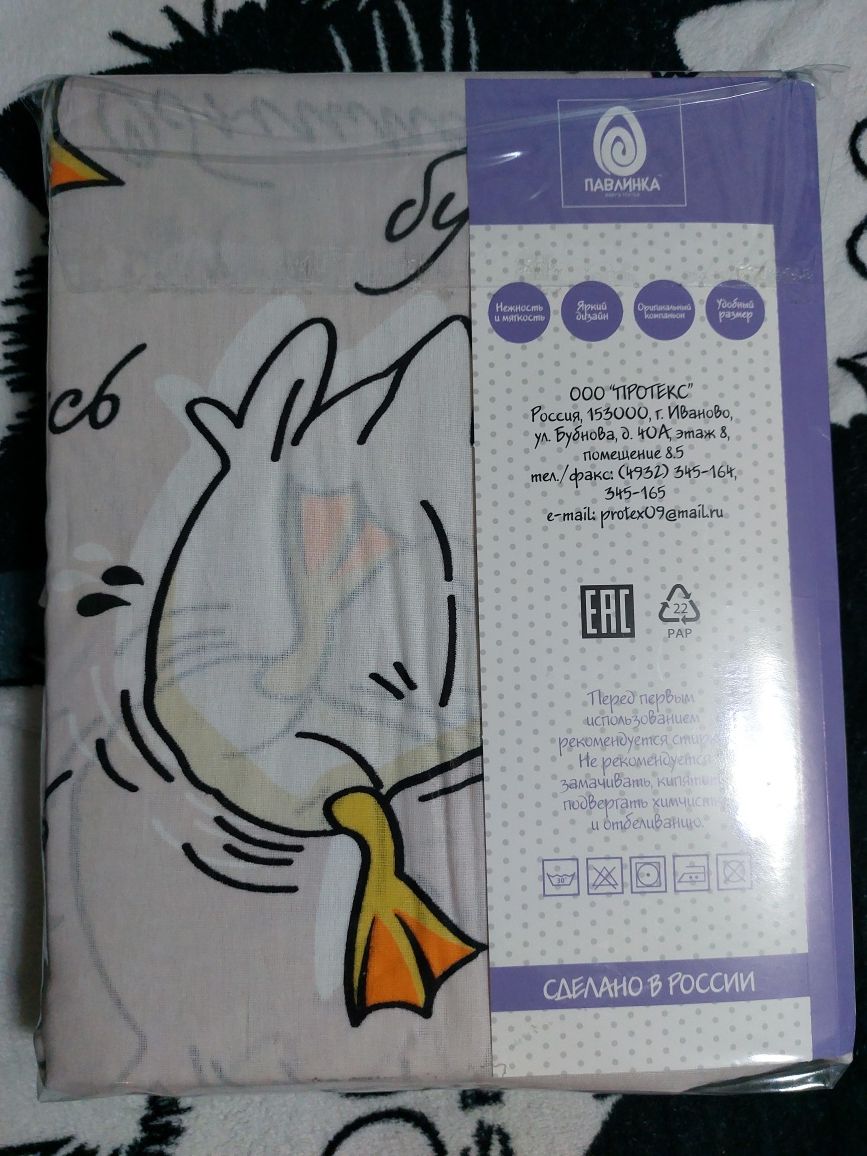 ПАВЛИНКА
Нежность
и мягкость
Яркий
дизайн
Оригинальный
компаньон
Удобный
размер
ООО "ПРОТЕКС"
Россия, 153000, г. Иваново,
ул. Бубнова, д. 40А, этаж 8,
помещение 8.5
тел./факс: (4932) 345-164,
345-165
e-mail: protex09@mail.ru
EAC
22
PAP
Перед первым
использованием
рекомендуется
Не рекомендуется
замачивать,
подвергать
и отбеливанию.
30°
СДЕЛАНО В РОССИИ
бу
сь